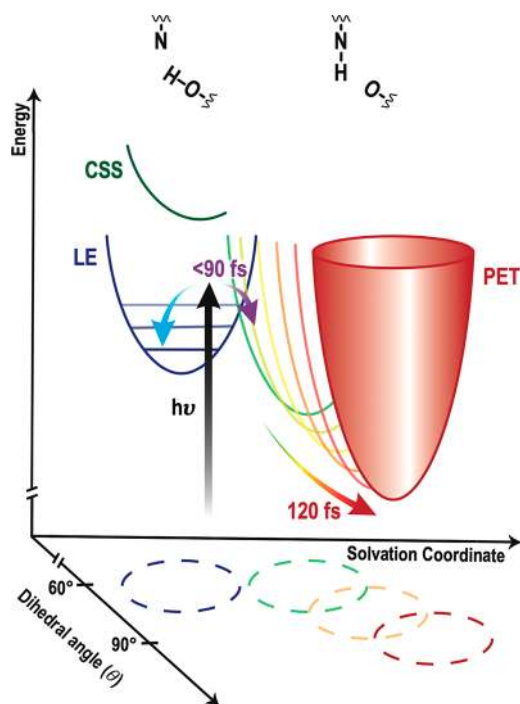 N
H-O
N
H
O
Energy
CSS
LE
<90 fs
PET
hυ
120 fs
Solvation Coordinate
60°
90°
Dihedral angle (θ)